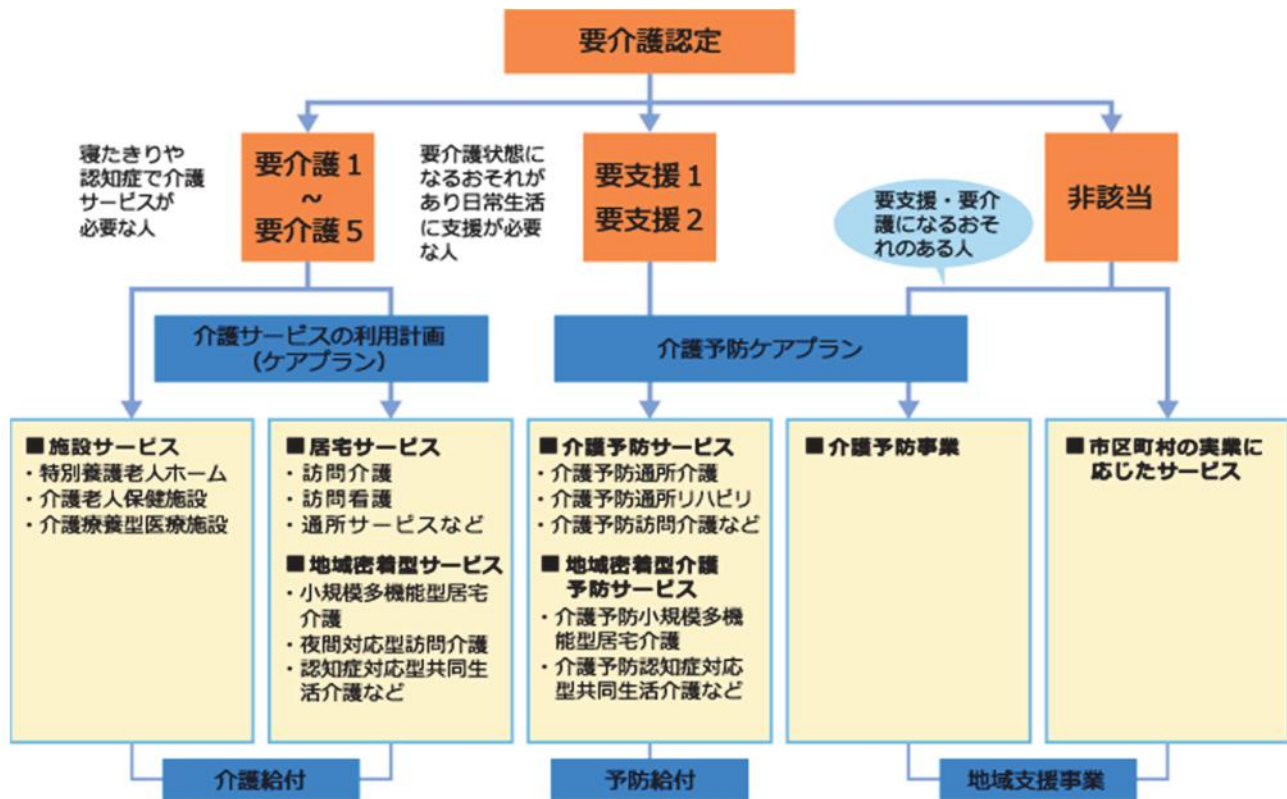 要介護認定
寝たきりや
認知症で介護
サービスが
必要な人
要介護1
~
要介護5
要介護状態に
なるおそれが
あり日常生活
に支援が必要
な人
要支援1
要支援2
要支援・要介
護になるおそ
れのある人
非該当
介護サービスの利用計画
(ケアプラン)
介護予防ケアプラン
■施設サービス
・特別養護老人ホーム
・介護老人保健施設
・介護療養型医療施設
■居宅サービス
・訪問介護
・訪問看護
・通所サービスなど
■地域密着型サービス
・小規模多機能型居宅
介護
・夜間対応型訪問介護
・認知症対応型共同生
活介護など
■介護予防サービス
・介護予防通所介護
・介護予防通所リハビリ
・介護予防訪問介護など
■地域密着型介護
予防サービス
・介護予防小規模多機
能型居宅介護
・介護予防認知症対応
型共同生活介護など
■介護予防事業
■市区町村の実業に
応じたサービス
介護給付
予防給付
地域支援事業